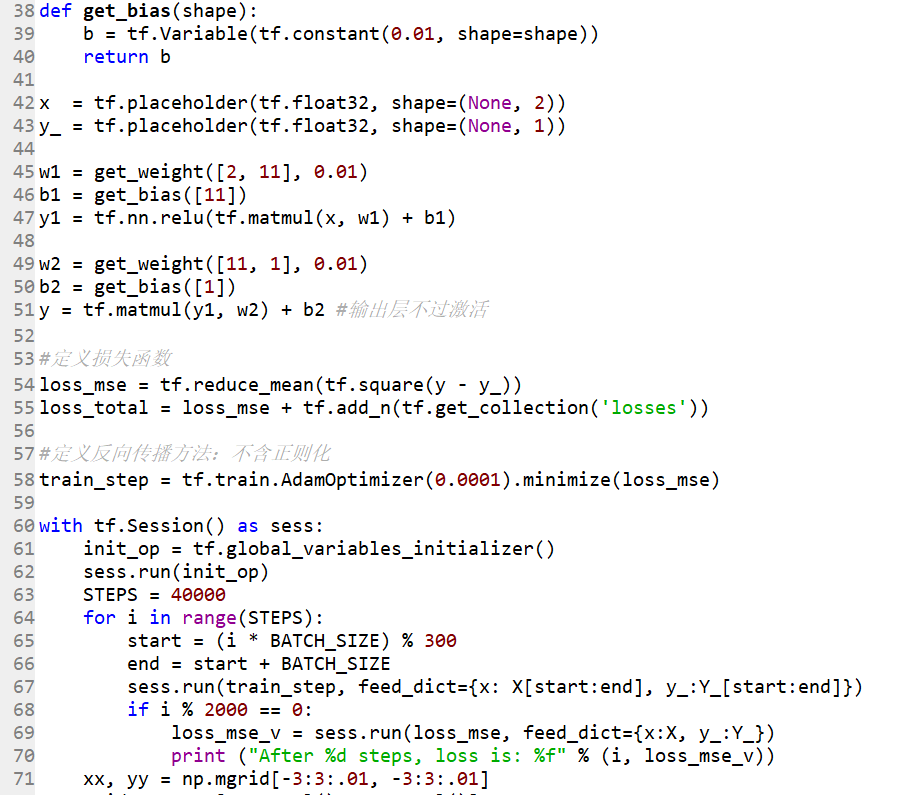 38 def get_bias(shape):
39     b = tf.Variable(tf.constant(0.01, shape=shape))
40     return b
41
42 x  = tf.placeholder(tf.float32, shape=(None, 2))
43 y_ = tf.placeholder(tf.float32, shape=(None, 1))
44
45 w1 = get_weight([2, 11], 0.01)
46 b1 = get_bias([11])
47 y1 = tf.nn.relu(tf.matmul(x, w1) + b1)
48
49 w2 = get_weight([11, 1], 0.01)
50 b2 = get_bias([1])
51 y = tf.matmul(y1, w2) + b2 #输出层不过激活
52
53 #定义损失函数
54 loss_mse = tf.reduce_mean(tf.square(y - y_))
55 loss_total = loss_mse + tf.add_n(tf.get_collection('losses'))
56
57 #定义反向传播方法：不含正则化
58 train_step = tf.train.AdamOptimizer(0.0001).minimize(loss_mse)
59
60 with tf.Session() as sess:
61     init_op = tf.global_variables_initializer()
62     sess.run(init_op)
63     STEPS = 40000
64     for i in range(STEPS):
65         start = (i * BATCH_SIZE) % 300
66         end = start + BATCH_SIZE
67         sess.run(train_step, feed_dict={x: X[start:end], y_:Y_[start:end]})
68         if i % 2000 == 0:
69             loss_mse_v = sess.run(loss_mse, feed_dict={x:X, y_:Y_})
70             print ("After %d steps, loss is: %f" % (i, loss_mse_v))
71     xx, yy = np.mgrid[-3:3:.01, -3:3:.01]